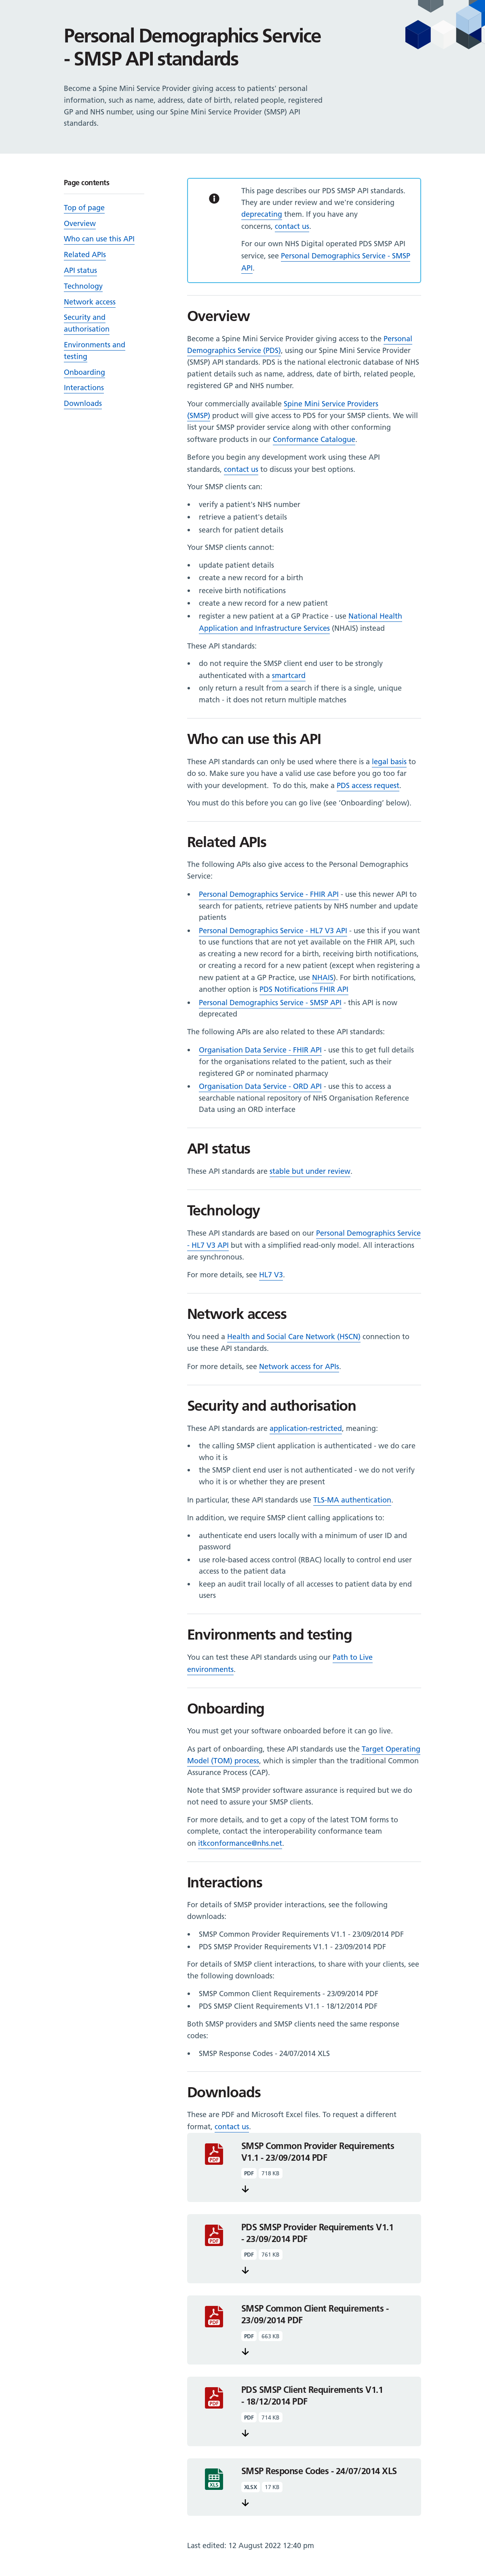 Personal Demographics Service
- SMSP API standards
Become a Spine Mini Service Provider giving access to patients' personal
information, such as name, address, date of birth, related people, registered
GP and NHS number, using our Spine Mini Service Provider (SMSP) API
standards.
Page contents
Top of page
Overview
Who can use this API
Related APIs
API status
Technology
Network access
Security and
authorisation
Environments and
testing
Onboarding
Interactions
Downloads
This page describes our PDS SMSP API standards.
They are under review and we're considering
deprecating them. If you have any
concerns, contact us.
For our own NHS Digital operated PDS SMSP API
service, see Personal Demographics Service - SMSP
API.
Overview
Become a Spine Mini Service Provider giving access to the Personal
Demographics Service (PDS), using our Spine Mini Service Provider
(SMSP) API standards. PDS is the national electronic database of NHS
patient details such as name, address, date of birth, related people,
registered GP and NHS number.
Your commercially available Spine Mini Service Providers
(SMSP) product will give access to PDS for your SMSP clients. We will
list your SMSP provider service along with other conforming
software products in our Conformance Catalogue.
Before you begin any development work using these API
standards, contact us to discuss your best options.
Your SMSP clients can:
• verify a patient's NHS number
• retrieve a patient's details
• search for patient details
Your SMSP clients cannot:
• update patient details
• create a new record for a birth
• receive birth notifications
• create a new record for a new patient
• register a new patient at a GP Practice - use National Health
Application and Infrastructure Services (NHAIS) instead
These API standards:
• do not require the SMSP client end user to be strongly
authenticated with a smartcard
• only return a result from a search if there is a single, unique
match - it does not return multiple matches
Who can use this API
These API standards can only be used where there is a legal basis to
do so. Make sure you have a valid use case before you go too far
with your development. To do this, make a PDS access request.
You must do this before you can go live (see 'Onboarding' below).
Related APIs
The following APIs also give access to the Personal Demographics
Service:
• Personal Demographics Service - FHIR API - use this newer API to
search for patients, retrieve patients by NHS number and update
patients
• Personal Demographics Service - HL7 V3 API - use this if you want
to use functions that are not yet available on the FHIR API, such
as creating a new record for a birth, receiving birth notifications,
or creating a record for a new patient (except when registering a
new patient at a GP Practice, use NHAIS). For birth notifications,
another option is PDS Notifications FHIR API
• Personal Demographics Service - SMSP API - this API is now
deprecated
The following APIs are also related to these API standards:
• Organisation Data Service - FHIR API - use this to get full details
for the organisations related to the patient, such as their
registered GP or nominated pharmacy
• Organisation Data Service - ORD API - use this to access a
searchable national repository of NHS Organisation Reference
Data using an ORD interface
API status
These API standards are stable but under review.
Technology
These API standards are based on our Personal Demographics Service
- HL7 V3 API but with a simplified read-only model. All interactions
are synchronous.
For more details, see HL7 V3.
Network access
You need a Health and Social Care Network (HSCN) connection to
use these API standards.
For more details, see Network access for APIs.
Security and authorisation
These API standards are application-restricted, meaning:
• the calling SMSP client application is authenticated - we do care
who it is
• the SMSP client end user is not authenticated - we do not verify
who it is or whether they are present
In particular, these API standards use TLS-MA authentication.
In addition, we require SMSP client calling applications to:
• authenticate end users locally with a minimum of user ID and
password
• use role-based access control (RBAC) locally to control end user
access to the patient data
• keep an audit trail locally of all accesses to patient data by end
users
Environments and testing
You can test these API standards using our Path to Live
environments.
Onboarding
You must get your software onboarded before it can go live.
As part of onboarding, these API standards use the Target Operating
Model (TOM) process, which is simpler than the traditional Common
Assurance Process (CAP).
Note that SMSP provider software assurance is required but we do
not need to assure your SMSP clients.
For more details, and to get a copy of the latest TOM forms to
complete, contact the interoperability conformance team
on itkconformance@nhs.net.
Interactions
For details of SMSP provider interactions, see the following
downloads:
• SMSP Common Provider Requirements V1.1 - 23/09/2014 PDF
• PDS SMSP Provider Requirements V1.1 - 23/09/2014 PDF
For details of SMSP client interactions, to share with your clients, see
the following downloads:
• SMSP Common Client Requirements - 23/09/2014 PDF
• PDS SMSP Client Requirements V1.1 - 18/12/2014 PDF
Both SMSP providers and SMSP clients need the same response
codes:
• SMSP Response Codes - 24/07/2014 XLS
Downloads
These are PDF and Microsoft Excel files. To request a different
format, contact us.
PDF
SMSP Common Provider Requirements
V1.1 - 23/09/2014 PDF
PDF 718 KB
PDF
PDS SMSP Provider Requirements V1.1
- 23/09/2014 PDF
PDF 761 KB
PDF
SMSP Common Client Requirements -
23/09/2014 PDF
PDF 663 KB
PDF
PDS SMSP Client Requirements V1.1
- 18/12/2014 PDF
PDF 714 KB
XLS
SMSP Response Codes - 24/07/2014 XLS
XLSX 17 KB
Last edited: 12 August 2022 12:40 pm